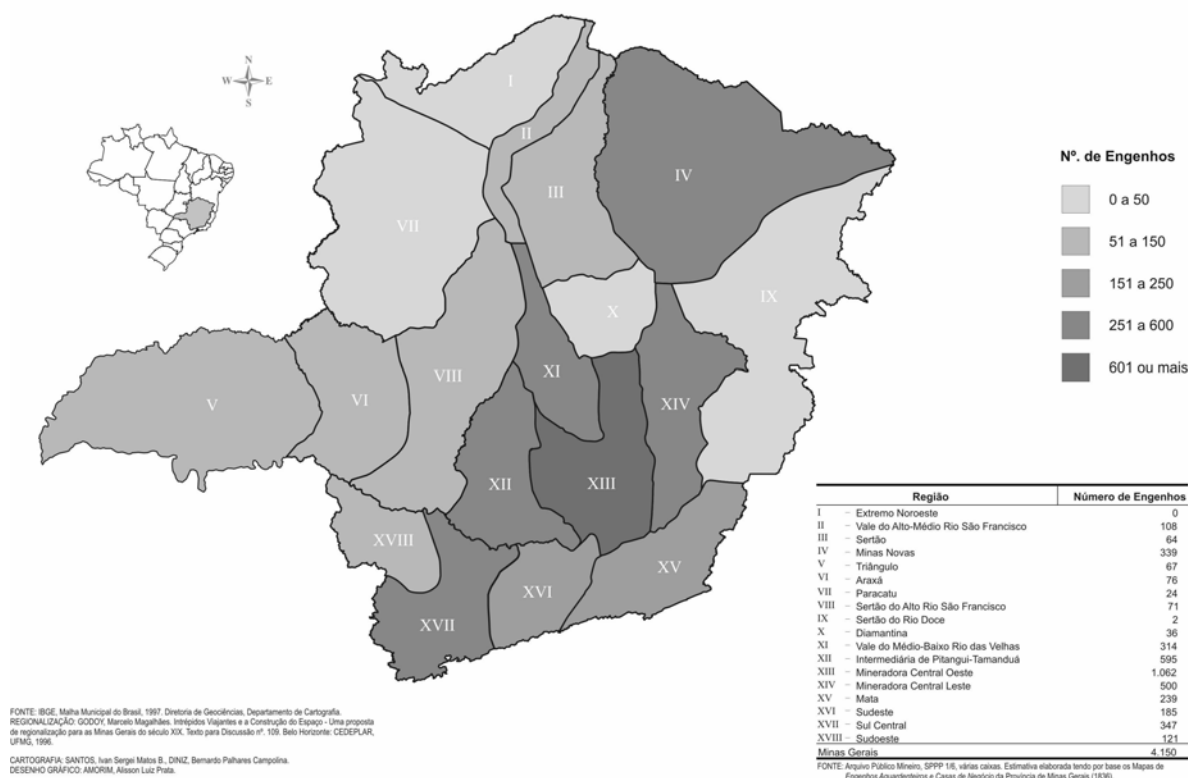 N
W E
S
I
II
III
IV
VII
IX
X
VIII
V
VI
XI
XIV
XII
XIII
XVIII
XV
XVI
XVII
Nº. de Engenhos
0 a 50
51 a 150
151 a 250
251 a 600
601 ou mais
Região Número de Engenhos
I – Extremo Noroeste 0
II – Vale do Alto-Médio Rio São Francisco 108
III – Sertão 64
IV – Minas Novas 339
V – Triângulo 67
VI – Araxá 76
VII – Paracatu 24
VIII – Sertão do Alto Rio São Francisco 71
IX – Sertão do Rio Doce 2
X – Diamantina 36
XI – Vale do Médio-Baixo Rio das Velhas 314
XII – Intermediária de Pitangui-Tamanduá 595
XIII – Mineradora Central Oeste 1.062
XIV – Mineradora Central Leste 500
XV – Mata 239
XVI – Sudeste 185
XVII – Sul Central 347
XVIII – Sudoeste 121
Minas Gerais 4.150
FONTE: Arquivo Público Mineiro, SPPP 1/6, várias caixas. Estimativa elaborada tendo por base os Mapas de
Engenhos Aguardenteiros e Casas de Negócio da Província de Minas Gerais (1836)
FONTE: IBGE, Malha Municipal do Brasil, 1997. Diretoria de Geociências, Departamento de Cartografia.
REGIONALIZAÇÃO: GODOY, Marcelo Magalhães. Intrépidos Viajantes e a Construção do Espaço - Uma proposta
de regionalização para as Minas Gerais do século XIX. Texto para Discussão nº. 109. Belo Horizonte: CEDEPLAR,
UFMG, 1996.
CARTOGRAFIA: SANTOS, Ivan Sergei Matos B., DINIZ, Bernardo Palhares Campolina.
DESENHO GRÁFICO: AMORIM, Alisson Luiz Prata.